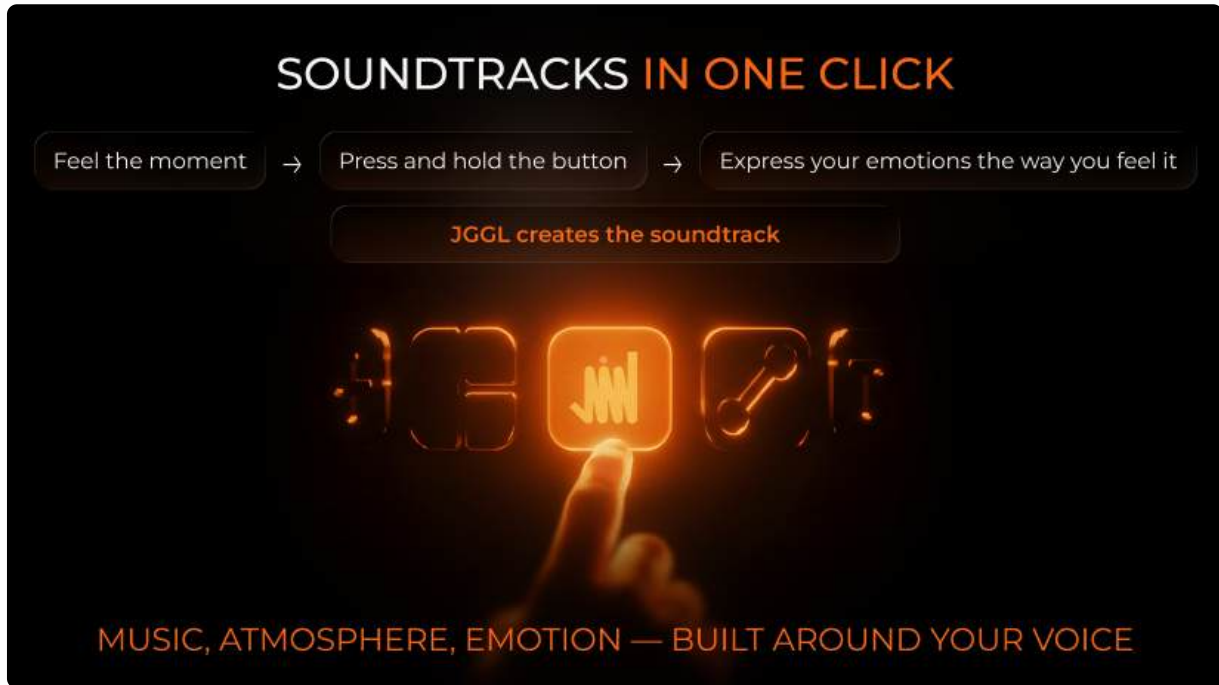 SOUNDTRACKS IN ONE CLICK
Feel the moment → Press and hold the button → Express your emotions the way you feel it
JGGL creates the soundtrack
MUSIC, ATMOSPHERE, EMOTION — BUILT AROUND YOUR VOICE